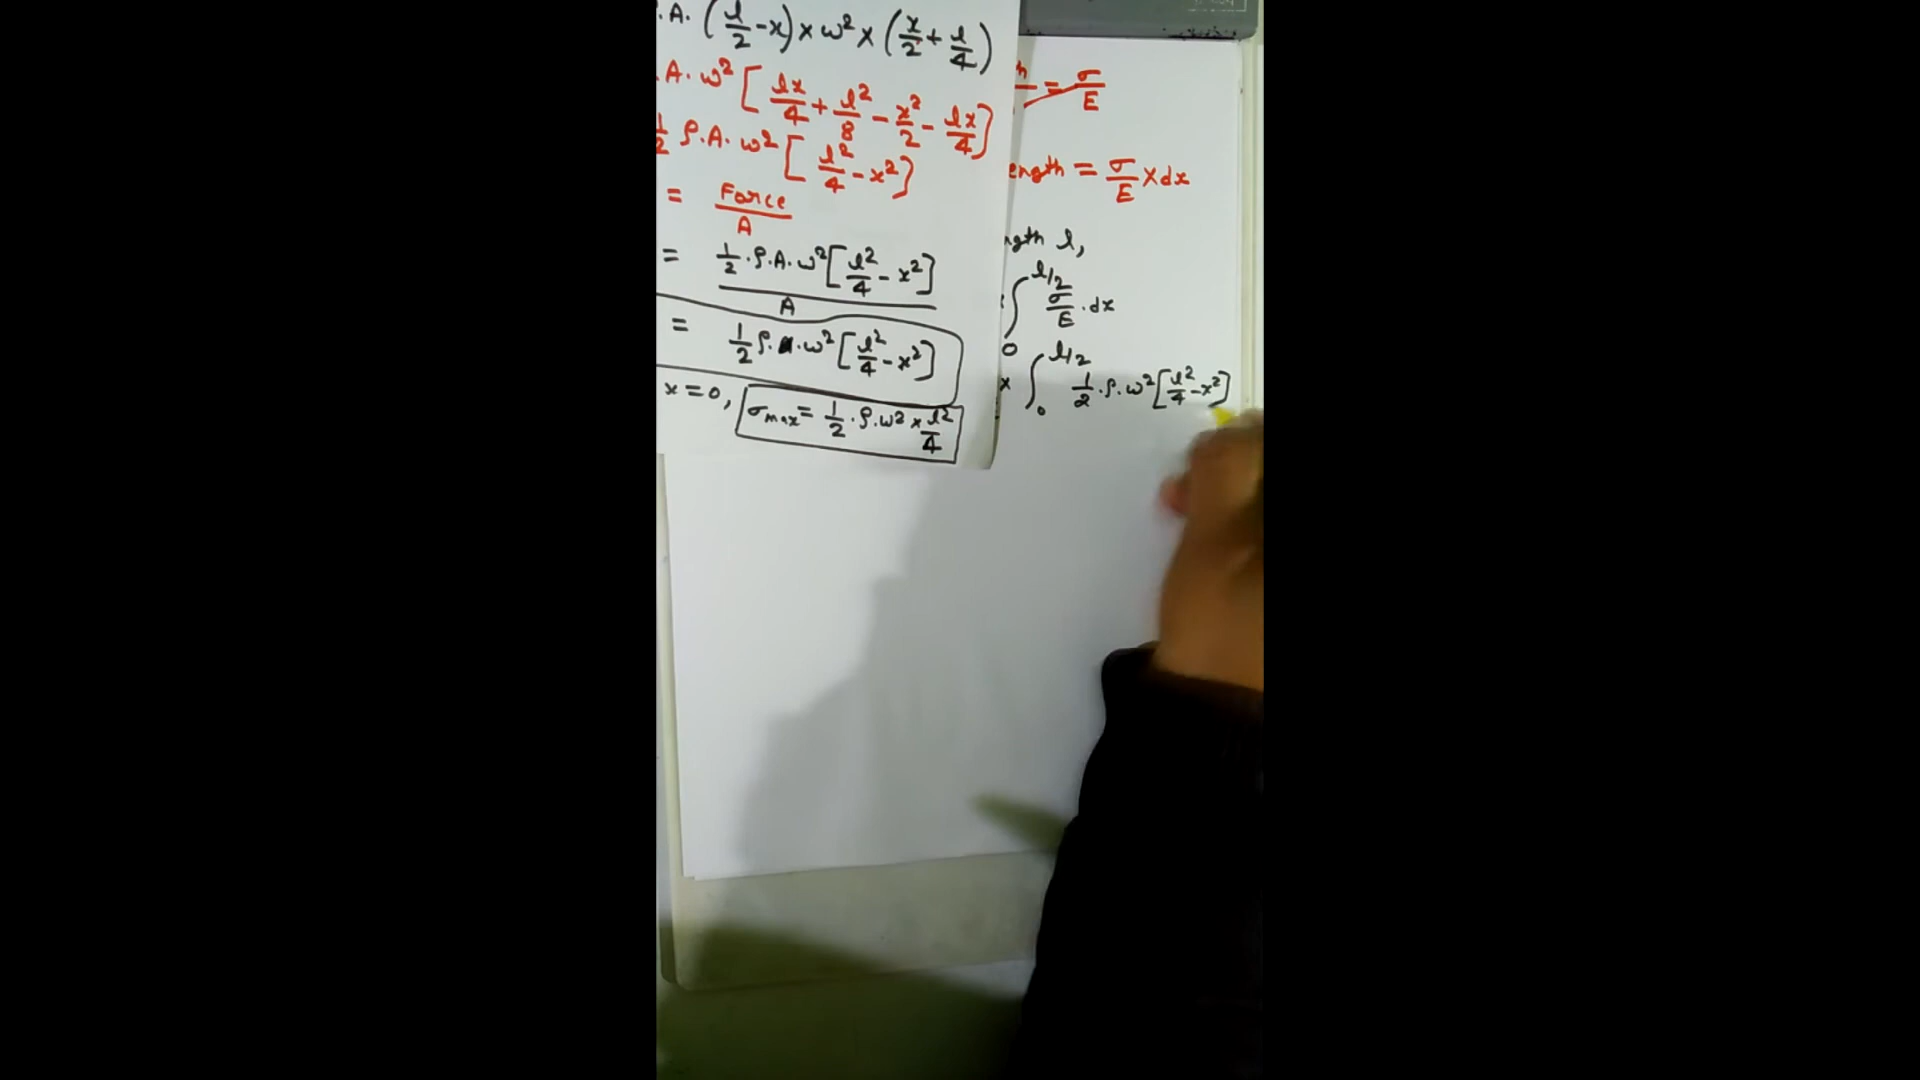 .A. (l/2 - x) x ω² x (x/2 + l/4)
.A. ω² [lx/4 + l²/8 - x²/2 - lx/4]
1/2 ρ.A. ω² [l²/4 - x²]
= Force/A
= 1/2 . ρ.A. ω² [l²/4 - x²] / A
= 1/2 ρ. . ω² [l²/4 - x²]
x = 0, σmax = 1/2 . ρ. ω² x l²/4
= σ/E
ength = σ/E x dx
ngth l,
∫₀^l/2 σ/E . dx
x ∫₀^l/2 1/2 . ρ. ω² [l²/4 - x²]